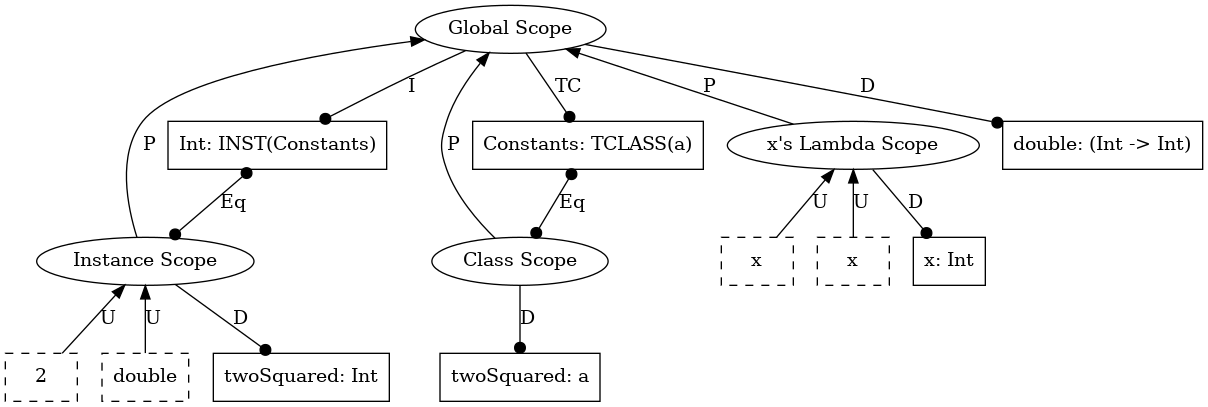 Global Scope
I
TC
P
D
P
P
Int: INST(Constants)
Constants: TCLASS(a)
x's Lambda Scope
double: (Int -> Int)
Eq
Eq
U
U
D
Instance Scope
Class Scope
x
x
x: Int
U
U
D
D
2
double
twoSquared: Int
twoSquared: a